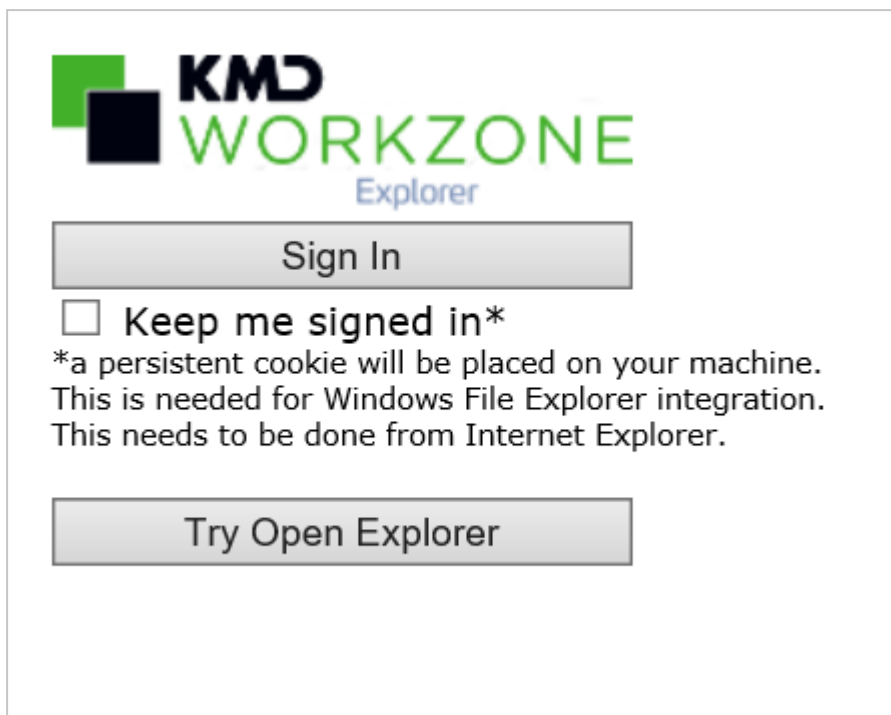 KMD
WORKZONE
Explorer
Sign In
Keep me signed in*
*a persistent cookie will be placed on your machine.
This is needed for Windows File Explorer integration.
This needs to be done from Internet Explorer.
Try Open Explorer